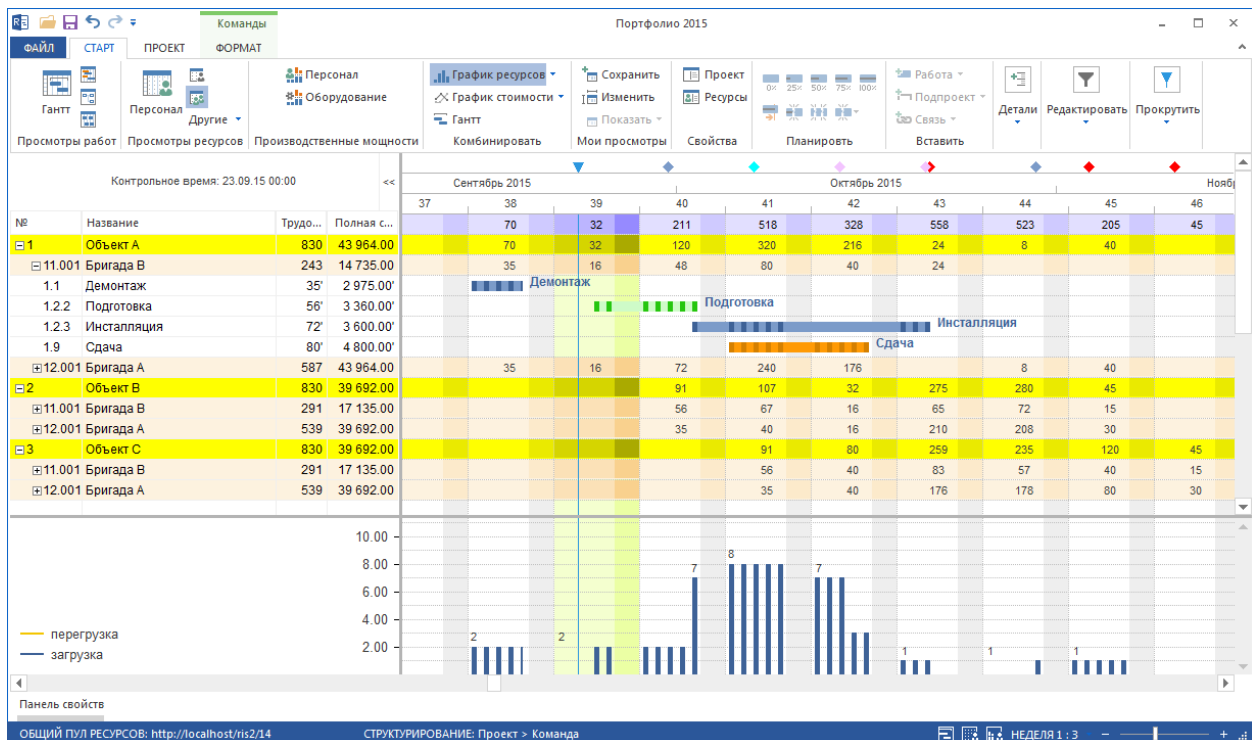 Команды
Портфолио 2015
ФАЙЛ СТАРТ ПРОЕКТ ФОРМАТ
Гантт
Персонал
Другие
Персонал
Оборудование
График ресурсов
График стоимости
Гантт
Сохранить
Изменить
Показать
Проект
Ресурсы
0% 25% 50% 75% 100%
Работа
Подпроект
Связь
Детали Редактировать Прокрутить
Просмотры работ Просмотры ресурсов Производственные мощности Комбинировать Мои просмотры Свойства Планировть Вставить
Контрольное время: 23.09.15 00:00 <<
Сентябрь 2015 Октябрь 2015 Ноябр
37 38 39 40 41 42 43 44 45 46
№ Название Трудо... Полная с... 70 32 211 518 328 558 523 205 45
1 Объект A 830 43 964.00 70 32 120 320 216 24 8 40
11.001 Бригада B 243 14 735.00 35 16 48 80 40 24
1.1 Демонтаж 35' 2 975.00' Демонтаж
1.2.2 Подготовка 56' 3 360.00' Подготовка
1.2.3 Инсталляция 72' 3 600.00' Инсталляция
1.9 Сдача 80' 4 800.00' Сдача
12.001 Бригада A 587 43 964.00 35 16 72 240 176 8 40
2 Объект B 830 39 692.00 91 107 32 275 280 45
11.001 Бригада B 291 17 135.00 56 67 16 65 72 15
12.001 Бригада A 539 39 692.00 35 40 16 210 208 30
3 Объект C 830 39 692.00 91 80 259 235 120 45
11.001 Бригада B 291 17 135.00 56 40 83 57 40 15
12.001 Бригада A 539 39 692.00 35 40 176 178 80 30
10.00
8.00
6.00
4.00
2.00
2 2 7 8 7 1 1 1
перегрузка
загрузка
Панель свойств
ОБЩИЙ ПУЛ РЕСУРСОВ: http://localhost/ris2/14 СТРУКТУРИРОВАНИЕ: Проект > Команда НЕДЕЛЯ 1 : 3